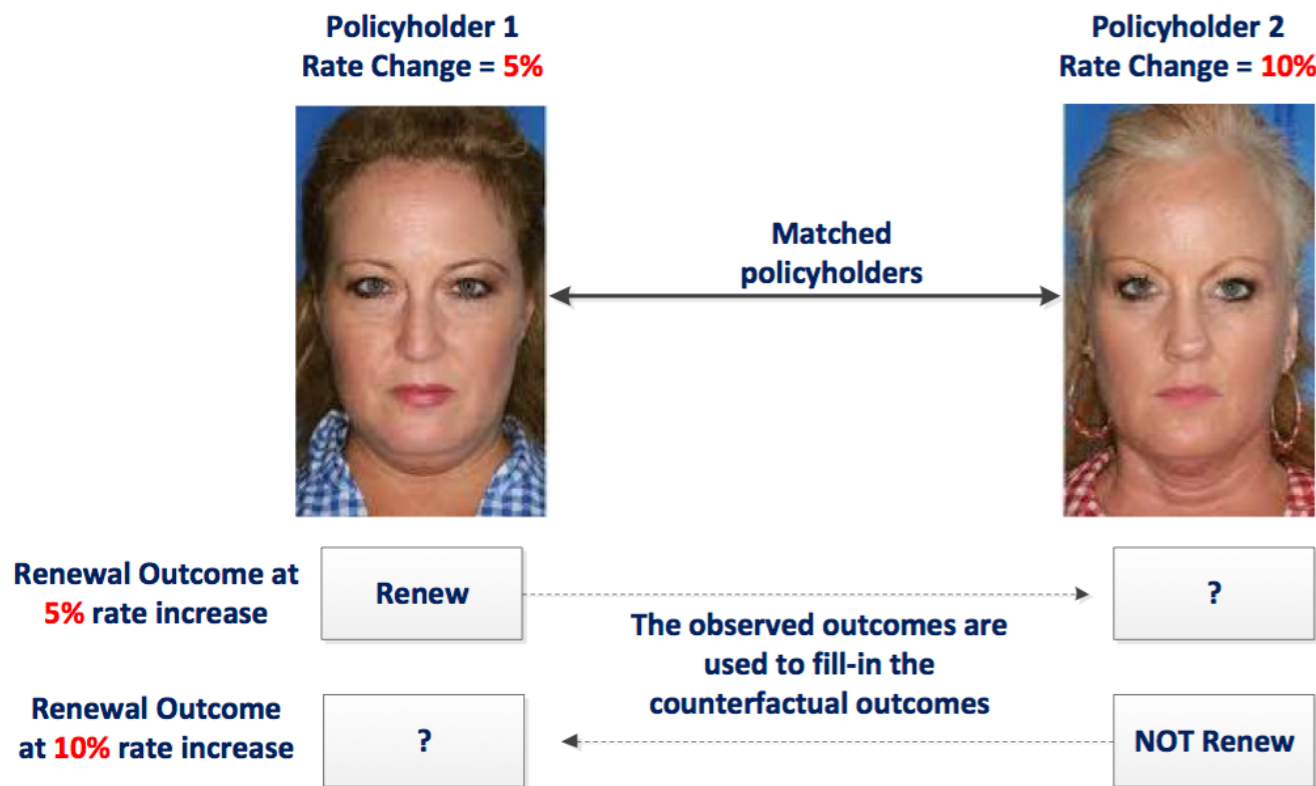 Policyholder 1
Rate Change = 5%
Policyholder 2
Rate Change = 10%
Matched
policyholders
Renewal Outcome at
5% rate increase
Renew
?
The observed outcomes are
used to fill-in the
counterfactual outcomes
Renewal Outcome
at 10% rate increase
?
NOT Renew